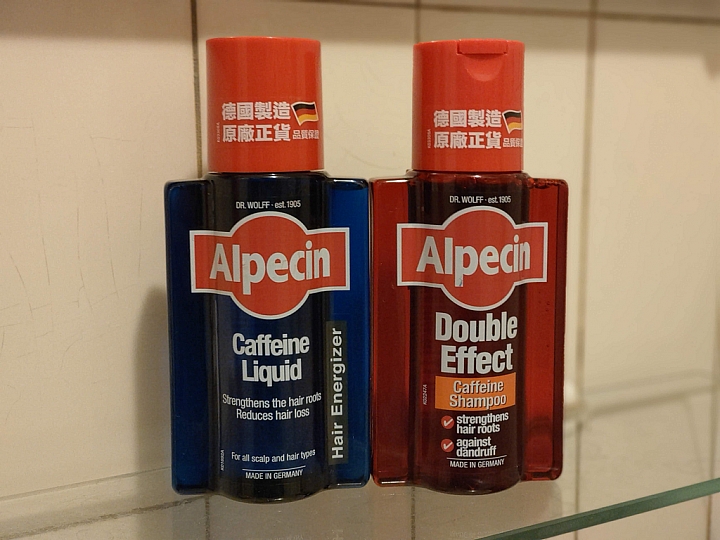 德國製造
原廠正貨 品質保證
DR. WOLFF · est.1905
Alpecin
Caffeine
Liquid
Strengthens the hair roots
Reduces hair loss
For all scalp and hair types
MADE IN GERMANY
Hair Energizer
德國製造
原廠正貨 品質保
DR. WOLFF · est.1905
Alpecin
Double
Effect
Caffeine
Shampoo
strengthens
hair roots
against
dandruff
MADE IN GERMANY